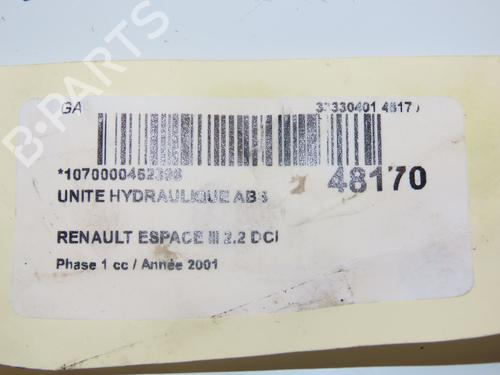 GA
*1070000452398
48170
UNITE HYDRAULIQUE ABS
RENAULT ESPACE III 2.2 DCI
Phase 1 cc / Année 2001
B-PARTS